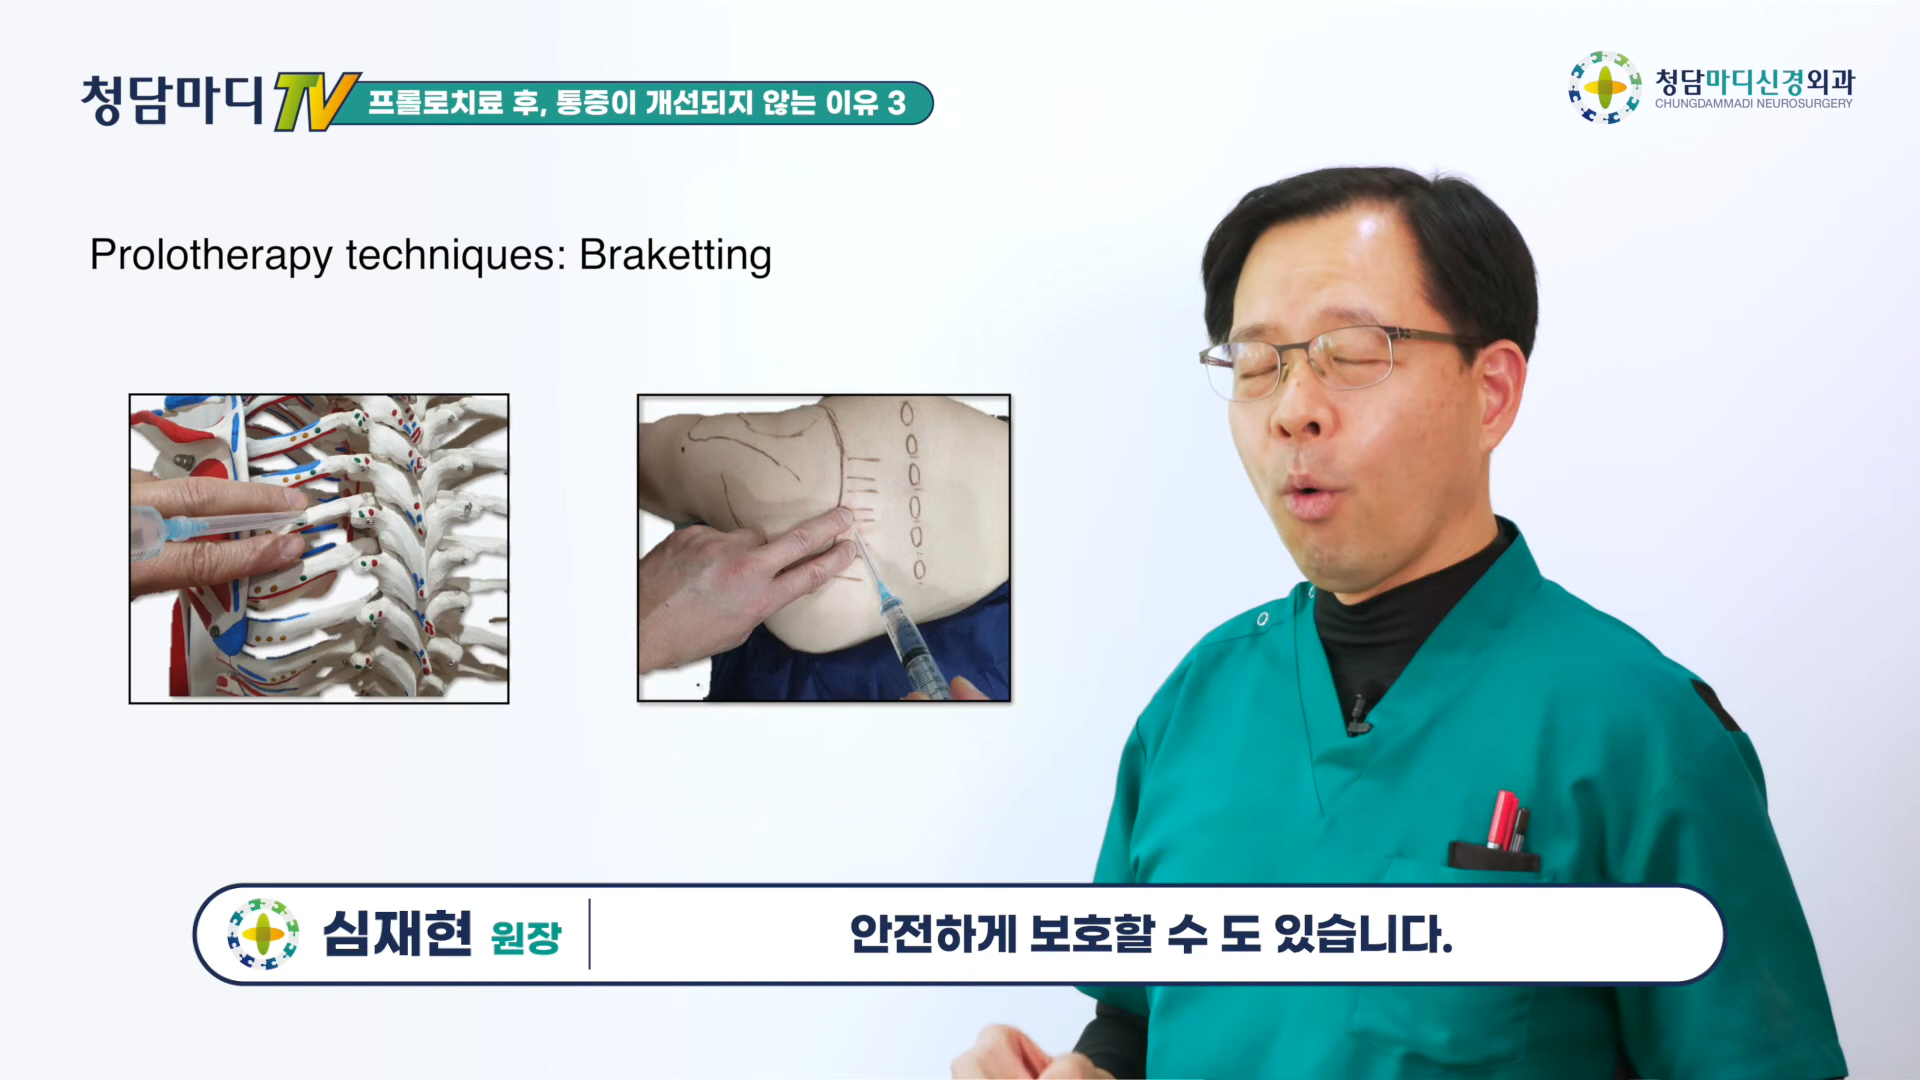 청담마디TV 프롤로치료 후, 통증이 개선되지 않는 이유 3
청담마디신경외과
CHUNGDAMMADI NEUROSURGERY
Prolotherapy techniques: Braketting
심재현 원장
안전하게 보호할 수 도 있습니다.